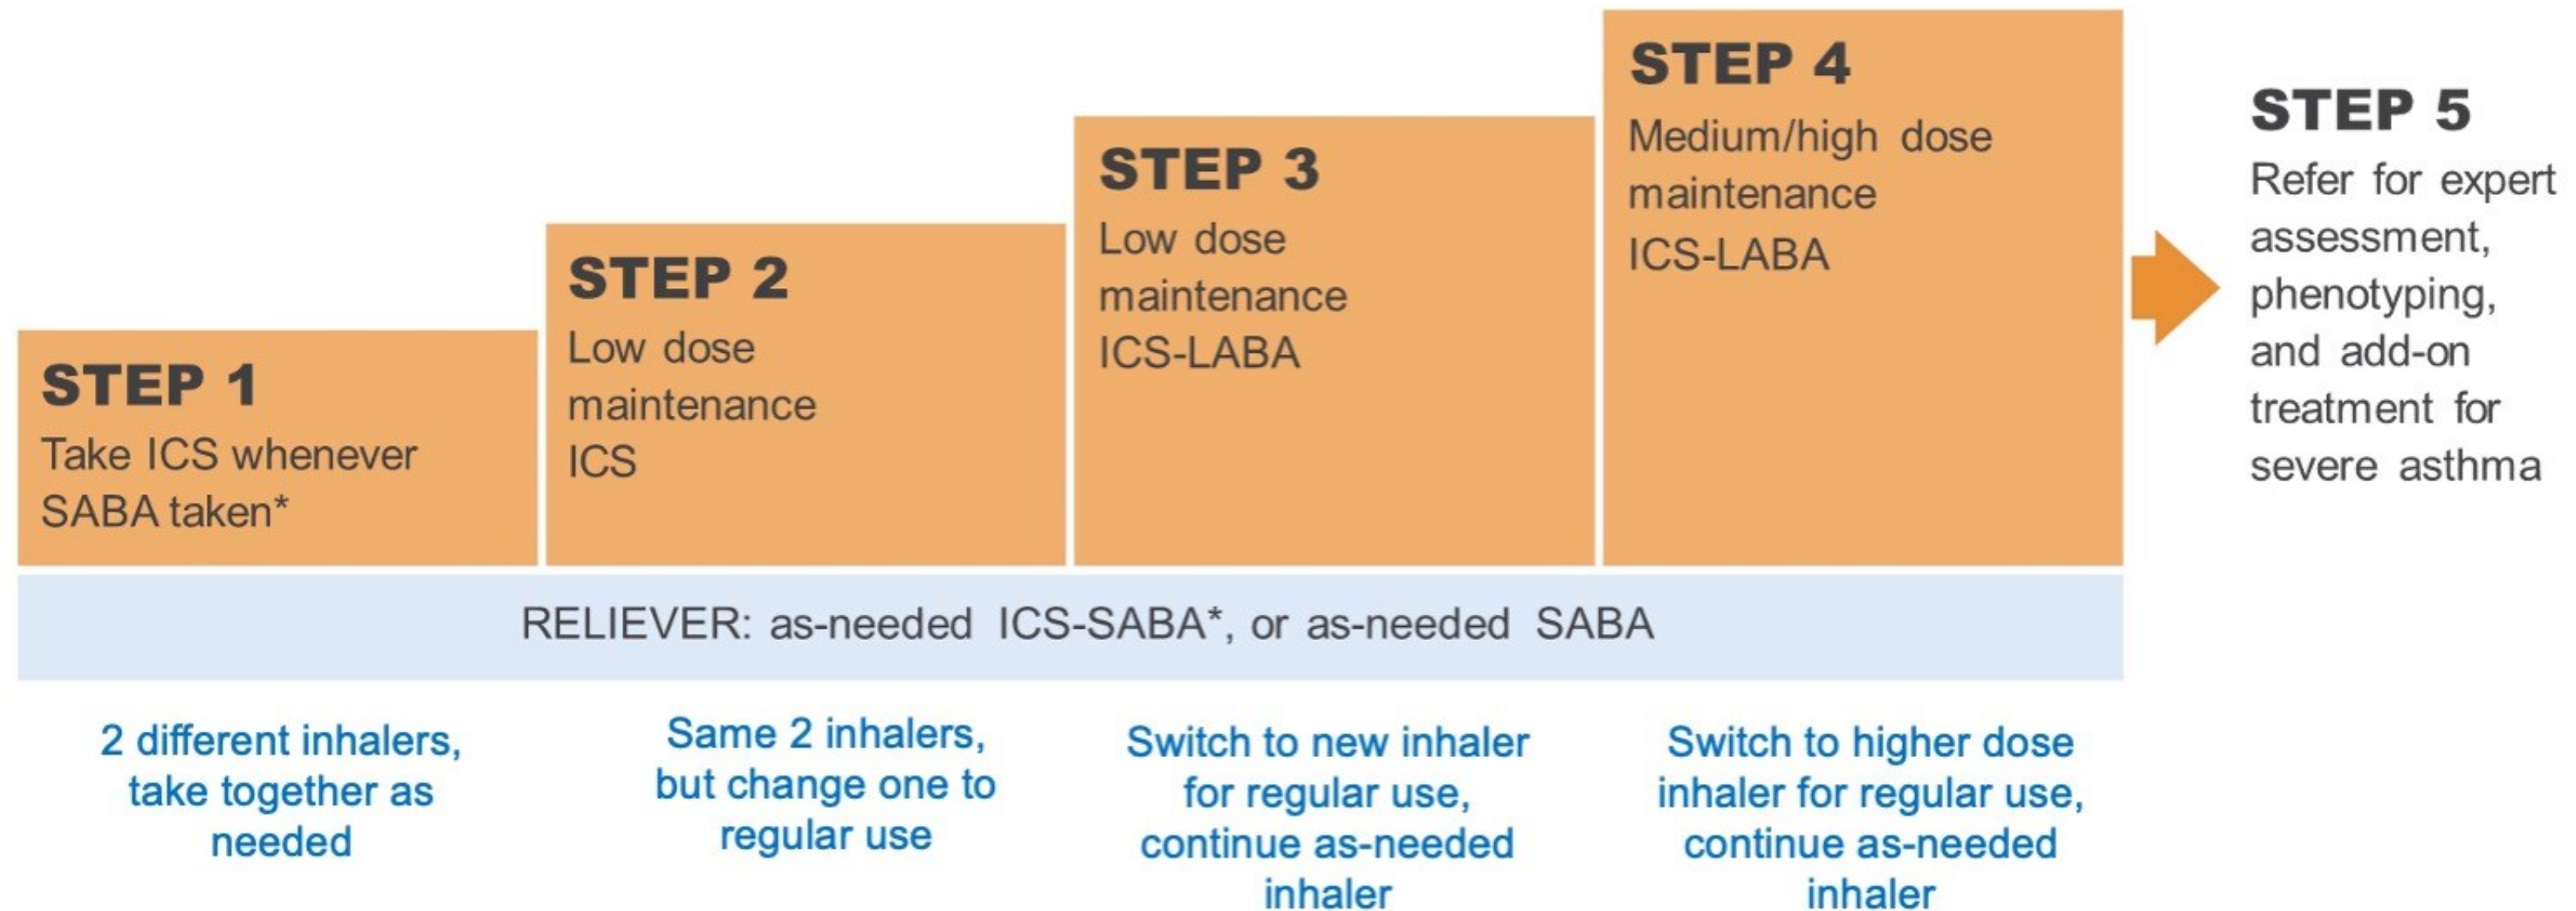 STEP 1
Take ICS whenever
SABA taken*
STEP 2
Low dose
maintenance
ICS
STEP 3
Low dose
maintenance
ICS-LABA
STEP 4
Medium/high dose
maintenance
ICS-LABA
STEP 5
Refer for expert
assessment,
phenotyping,
and add-on
treatment for
severe asthma
RELIEVER: as-needed ICS-SABA*, or as-needed SABA
2 different inhalers,
take together as
needed
Same 2 inhalers,
but change one to
regular use
Switch to new inhaler
for regular use,
continue as-needed
inhaler
Switch to higher dose
inhaler for regular use,
continue as-needed
inhaler